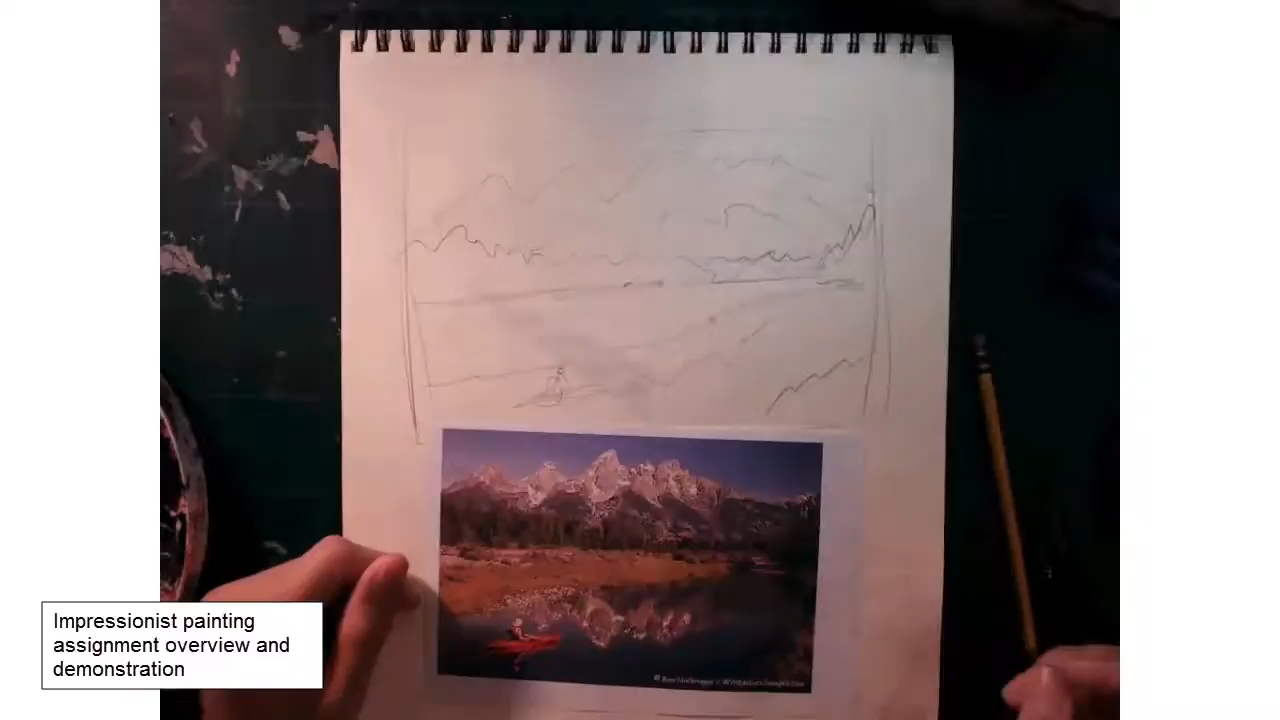 Impressionist painting
assignment overview and
demonstration